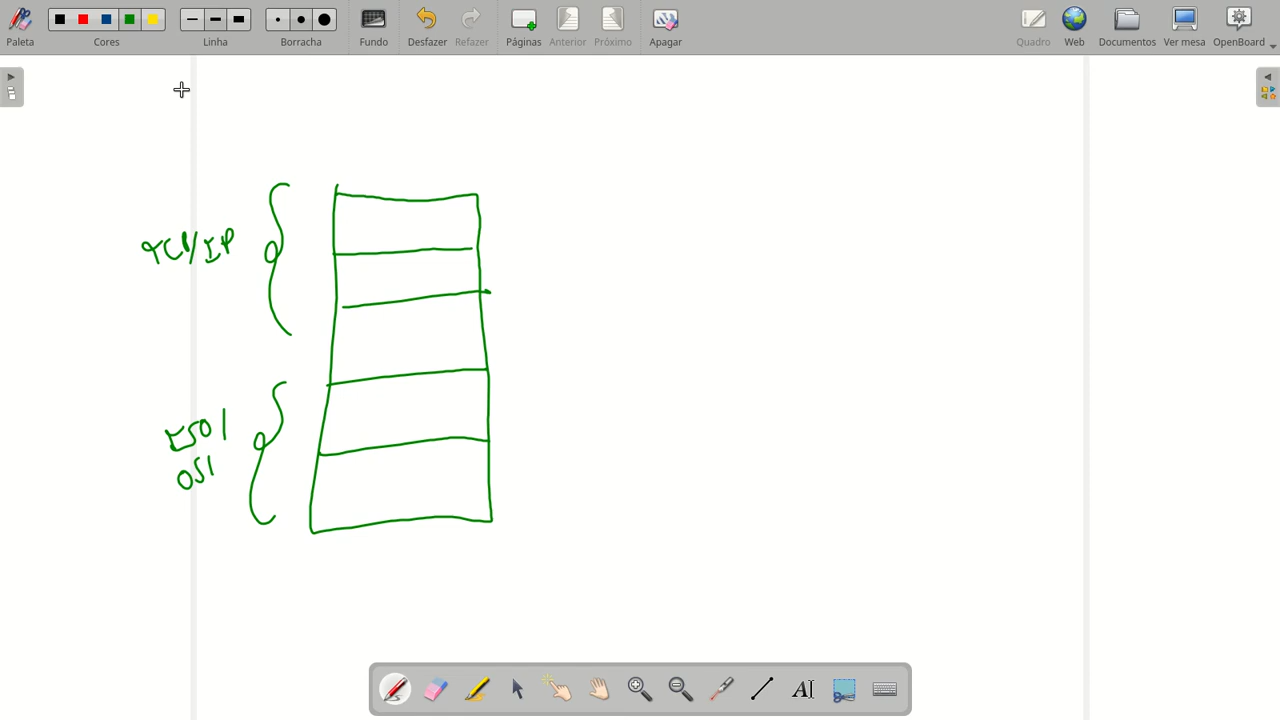 Paleta
Cores
Linha
Borracha
Fundo
Desfazer
Refazer
Páginas
Anterior
Próximo
Apagar
Quadro
Web
Documentos
Ver mesa
OpenBoard
TCP/IP
ISO/
OSI
AI